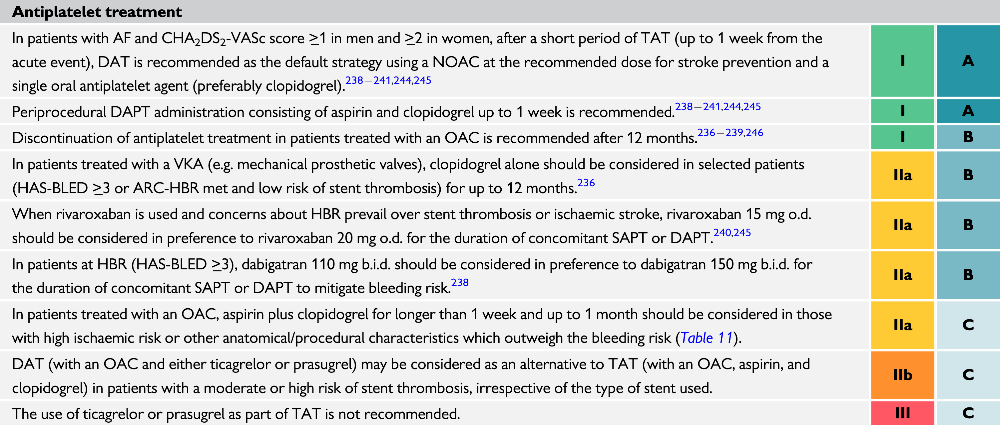 Antiplatelet treatment
In patients with AF and CHA₂DS₂-VASc score ≥1 in men and ≥2 in women, after a short period of TAT (up to 1 week from the
acute event), DAT is recommended as the default strategy using a NOAC at the recommended dose for stroke prevention and a
single oral antiplatelet agent (preferably clopidogrel).238–241,244,245
I A
Periprocedural DAPT administration consisting of aspirin and clopidogrel up to 1 week is recommended.238–241,244,245 I A
Discontinuation of antiplatelet treatment in patients treated with an OAC is recommended after 12 months.236–239,246 I B
In patients treated with a VKA (e.g. mechanical prosthetic valves), clopidogrel alone should be considered in selected patients
(HAS-BLED ≥3 or ARC-HBR met and low risk of stent thrombosis) for up to 12 months.236
IIa B
When rivaroxaban is used and concerns about HBR prevail over stent thrombosis or ischaemic stroke, rivaroxaban 15 mg o.d.
should be considered in preference to rivaroxaban 20 mg o.d. for the duration of concomitant SAPT or DAPT.240,245
IIa B
In patients at HBR (HAS-BLED ≥3), dabigatran 110 mg b.i.d. should be considered in preference to dabigatran 150 mg b.i.d. for
the duration of concomitant SAPT or DAPT to mitigate bleeding risk.238
IIa B
In patients treated with an OAC, aspirin plus clopidogrel for longer than 1 week and up to 1 month should be considered in those
with high ischaemic risk or other anatomical/procedural characteristics which outweigh the bleeding risk (Table 11).
IIa C
DAT (with an OAC and either ticagrelor or prasugrel) may be considered as an alternative to TAT (with an OAC, aspirin, and
clopidogrel) in patients with a moderate or high risk of stent thrombosis, irrespective of the type of stent used.
IIb C
The use of ticagrelor or prasugrel as part of TAT is not recommended. III C